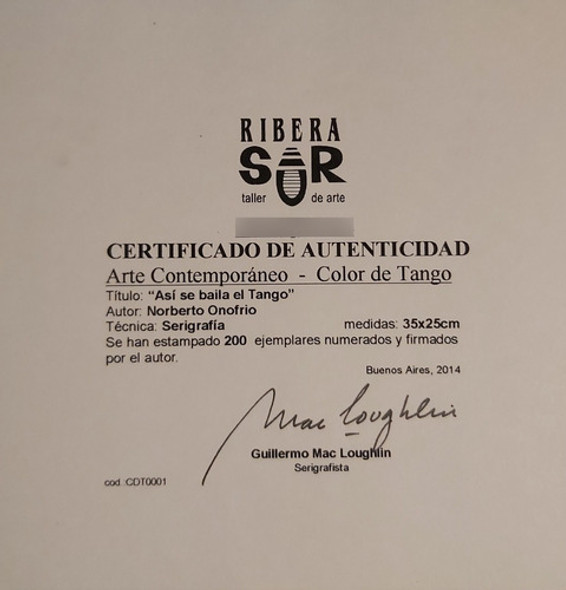 RIBERA
SUR
taller de arte
CERTIFICADO DE AUTENTICIDAD
Arte Contemporáneo - Color de Tango
Título: "Así se baila el Tango"
Autor: Norberto Onofrio
Técnica: Serigrafía medidas: 35x25cm
Se han estampado 200 ejemplares numerados y firmados
por el autor.
Buenos Aires, 2014
Mac Loughlin
Guillermo Mac Loughlin
Serigrafista
cod.:CDT0001